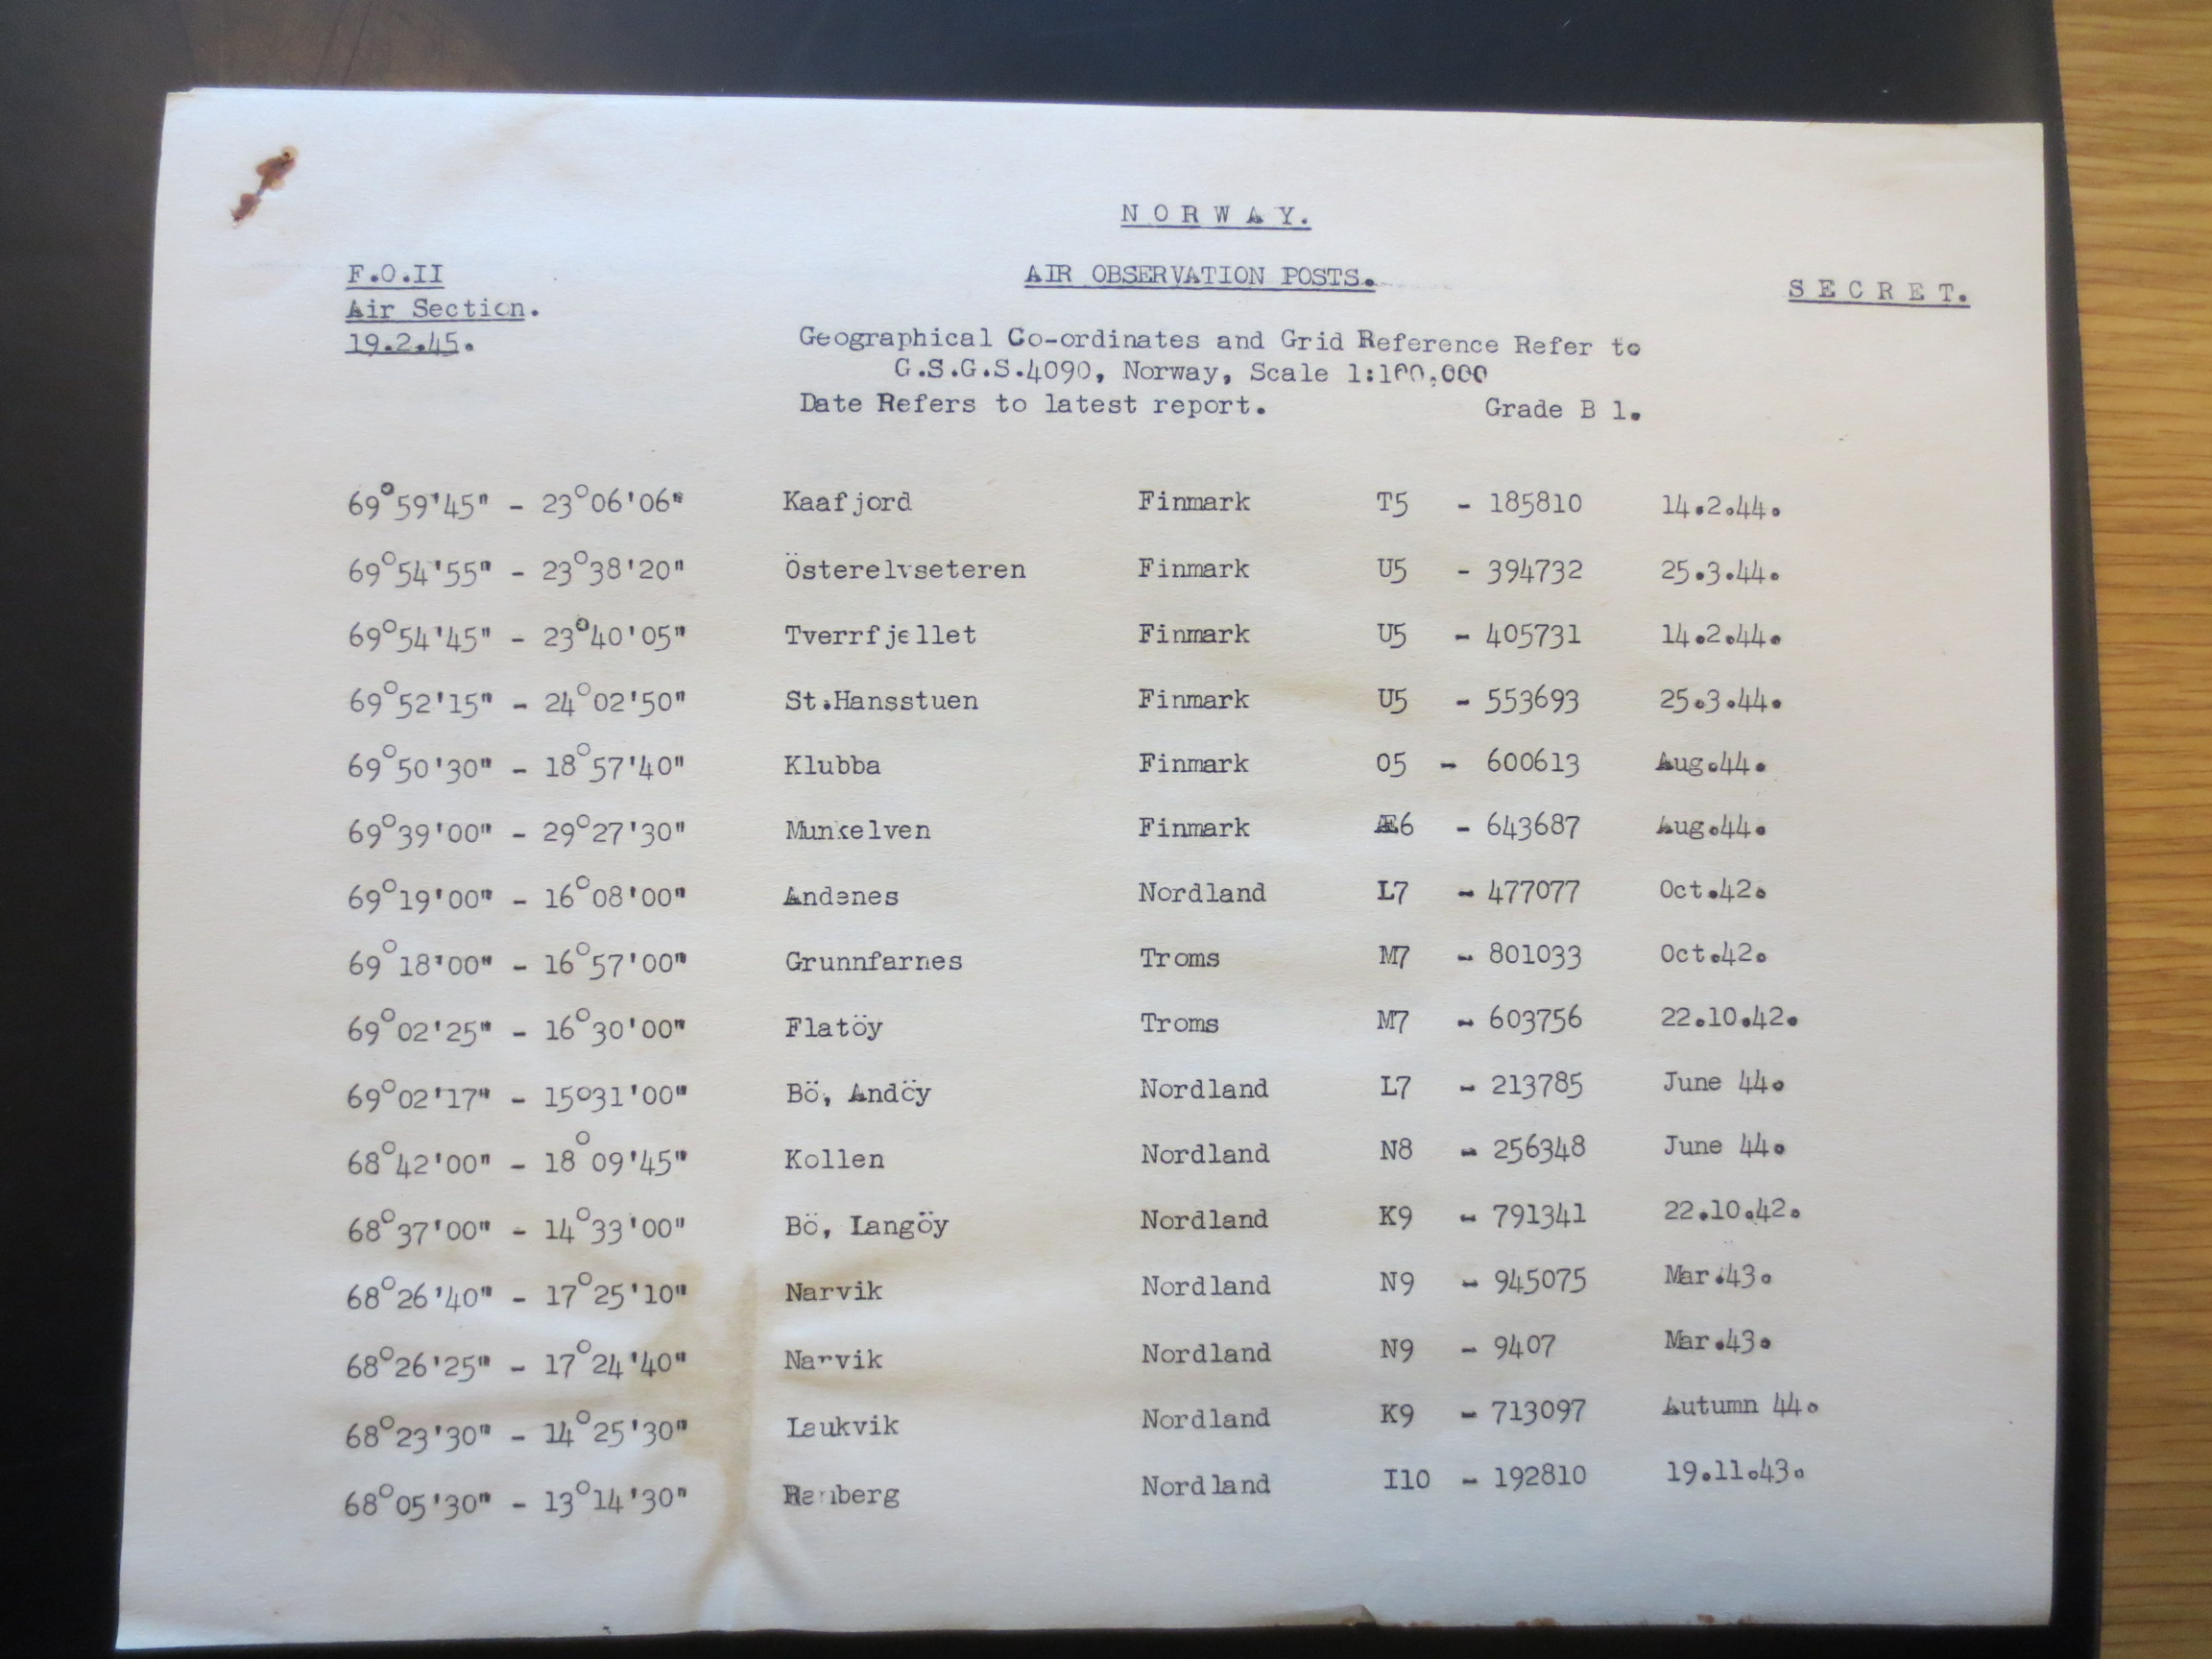 N O R W A Y.
F.O.II
AIR OBSERVATION POSTS.
S E C R E T.
Air Section.
19.2.45.
Geographical Co-ordinates and Grid Reference Refer to
G.S.G.S.4090, Norway, Scale 1:100,000
Date Refers to latest report. Grade B 1.
69°59'45" - 23°06'06" Kaafjord Finmark T5 - 185810 14.2.44.
69°54'55" - 23°38'20" Österelvseteren Finmark U5 - 394732 25.3.44.
69°54'45" - 23°40'05" Tverrfjellet Finmark U5 - 405731 14.2.44.
69°52'15" - 24°02'50" St.Hansstuen Finmark U5 - 553693 25.3.44.
69°50'30" - 18°57'40" Klubba Finmark O5 - 600613 Aug.44.
69°39'00" - 29°27'30" Munkelven Finmark Æ6 - 643687 Aug.44.
69°19'00" - 16°08'00" Andenes Nordland L7 - 477077 Oct.42.
69°18'00" - 16°57'00" Grunnfarnes Troms M7 - 801033 Oct.42.
69°02'25" - 16°30'00" Flatöy Troms M7 - 603756 22.10.42.
69°02'17" - 15°31'00" Bö, Andöy Nordland L7 - 213785 June 44.
68°42'00" - 18°09'45" Kollen Nordland N8 - 256348 June 44.
68°37'00" - 14°33'00" Bö, Langöy Nordland K9 - 791341 22.10.42.
68°26'40" - 17°25'10" Narvik Nordland N9 - 945075 Mar.43.
68°26'25" - 17°24'40" Narvik Nordland N9 - 9407 Mar.43.
68°23'30" - 14°25'30" Laukvik Nordland K9 - 713097 Autumn 44.
68°05'30" - 13°14'30" Ramberg Nordland I10 - 192810 19.11.43.